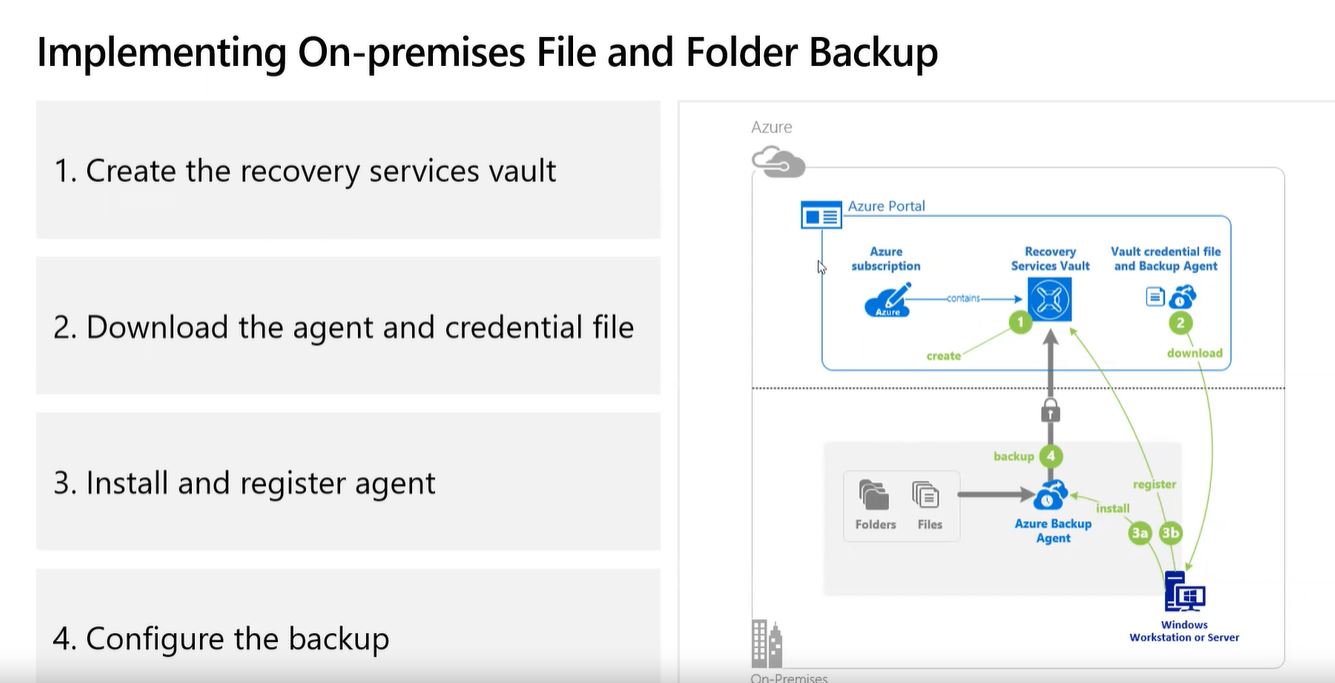 Implementing On-premises File and Folder Backup
1. Create the recovery services vault
2. Download the agent and credential file
3. Install and register agent
4. Configure the backup
Azure
Azure Portal
Azure
subscription
Recovery
Services Vault
Vault credential file
and Backup Agent
Azure
contains
1
2
create
download
backup
4
register
install
Folders
Files
Azure Backup
Agent
3a
3b
Windows
Workstation or Server
On-Premises